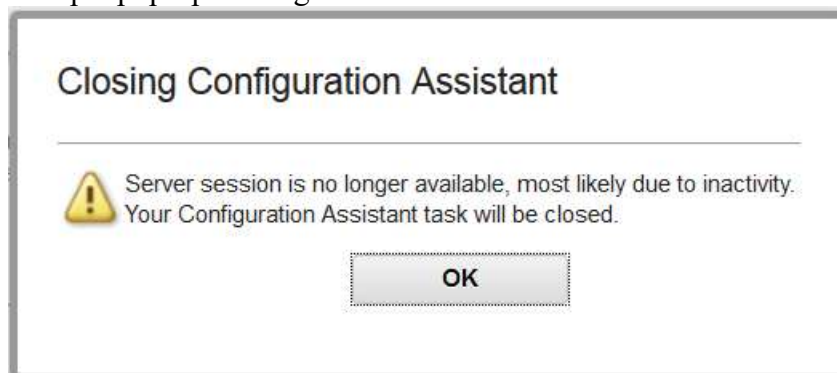 Closing Configuration Assistant
Server session is no longer available, most likely due to inactivity.
Your Configuration Assistant task will be closed.
OK